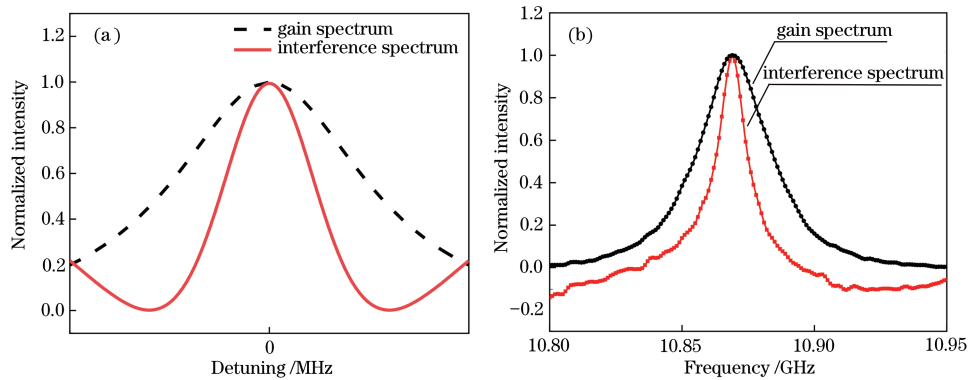 (a)
gain spectrum
interference spectrum
1.2
1.0
0.8
0.6
0.4
0.2
0.0
Normalized intensity
0
Detuning /MHz
(b)
gain spectrum
interference spectrum
1.2
1.0
0.8
0.6
0.4
0.2
0.0
−0.2
Normalized intensity
10.80
10.85
10.90
10.95
Frequency /GHz